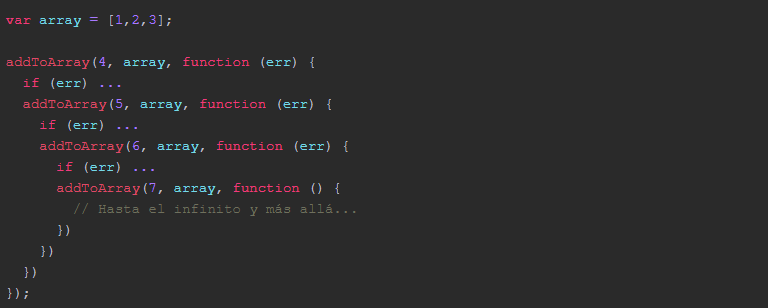 var array = [1,2,3];

addToArray(4, array, function (err) {
  if (err) ...
  addToArray(5, array, function (err) {
    if (err) ...
    addToArray(6, array, function (err) {
      if (err) ...
      addToArray(7, array, function () {
        // Hasta el infinito y más allá...
      })
    })
  })
});